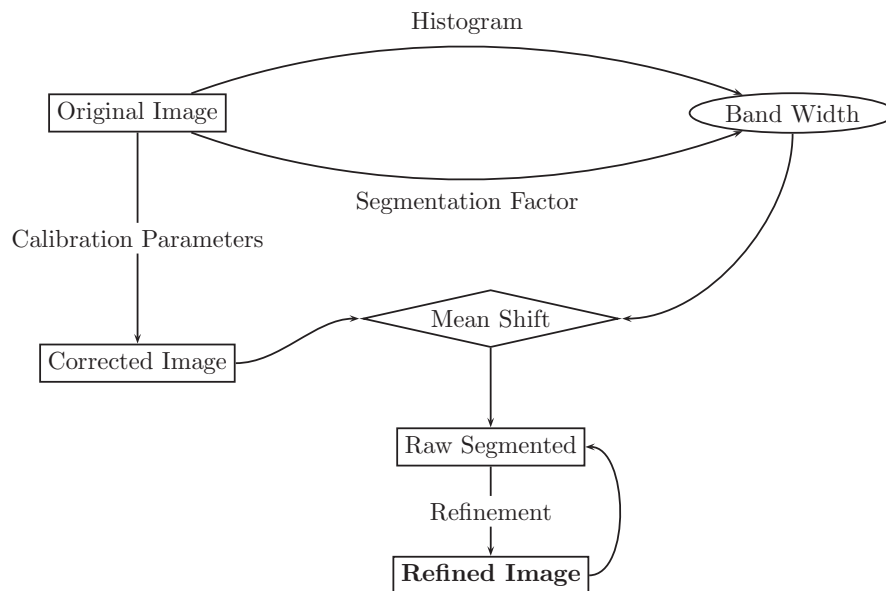 Histogram
Original Image
Band Width
Segmentation Factor
Calibration Parameters
Mean Shift
Corrected Image
Raw Segmented
Refinement
Refined Image